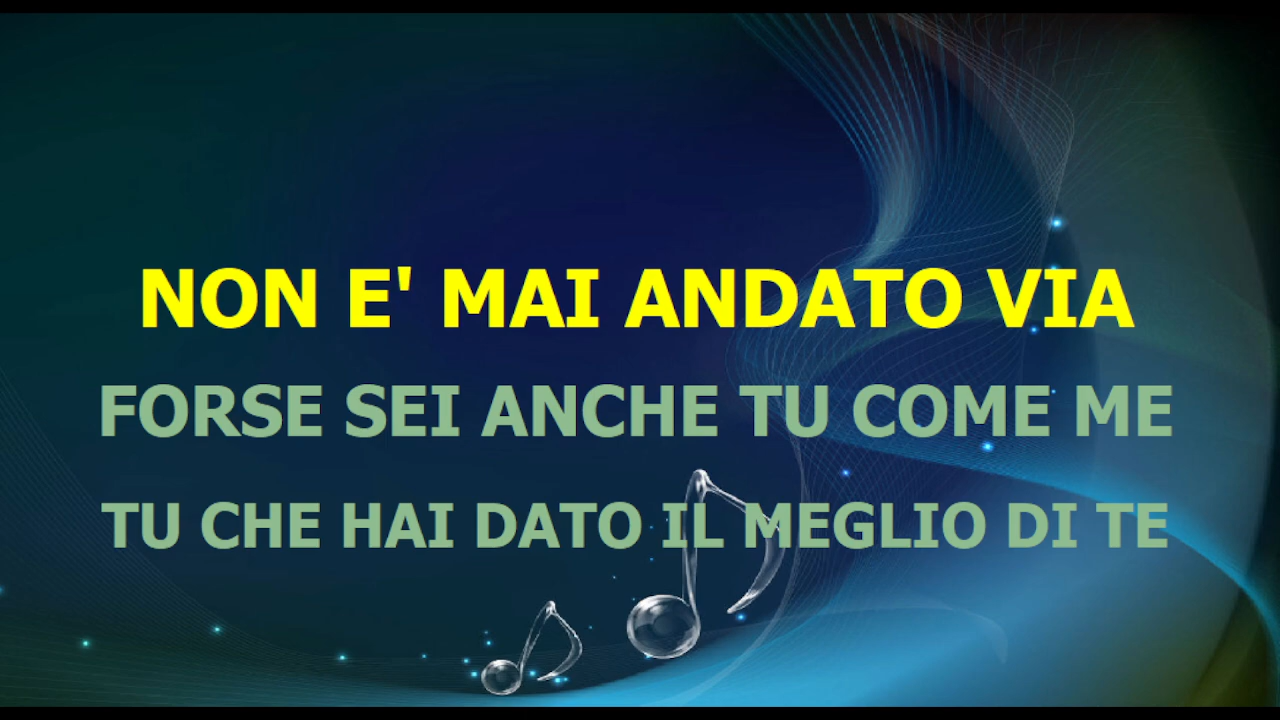 NON E' MAI ANDATO VIA
FORSE SEI ANCHE TU COME ME
TU CHE HAI DATO IL MEGLIO DI TE